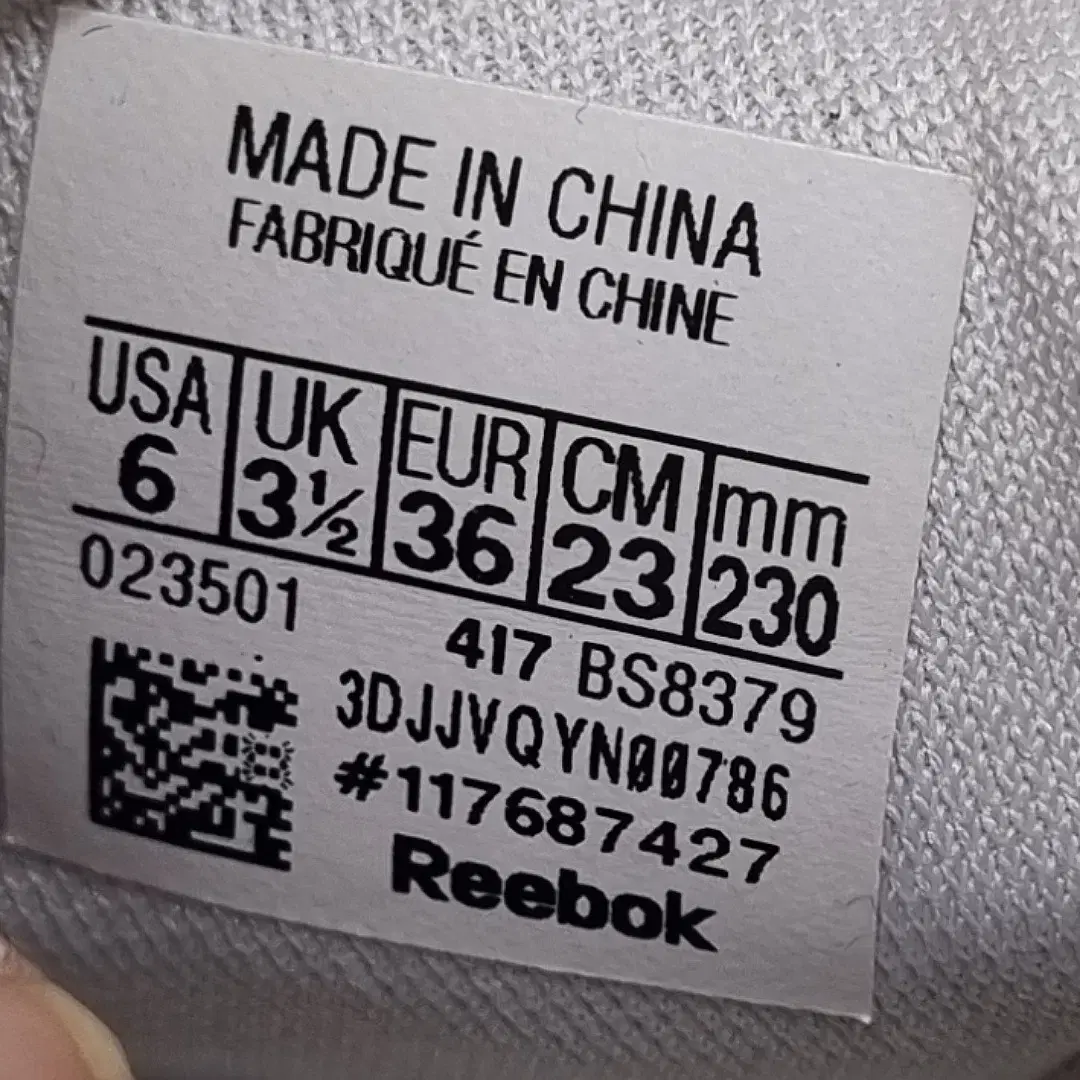 MADE IN CHINA
FABRIQUÉ EN CHINE
USA UK EUR CM mm
6 3½ 36 23 230
023501
417 BS8379
3DJJVQYN00786
#117687427
Reebok